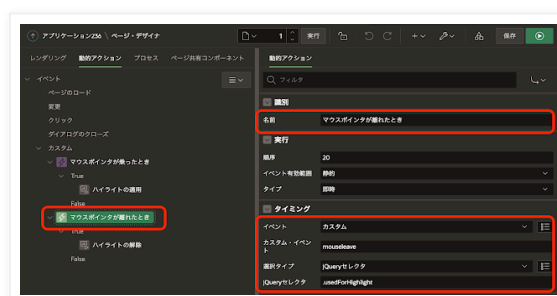 アプリケーション236 \ ページ・デザイナ
1
実行
保存
レンダリング 動的アクション プロセス ページ共有コンポーネント
イベント
ページのロード
変更
クリック
ダイアログのクローズ
カスタム
マウスポインタが乗ったとき
True
ハイライトの適用
False
マウスポインタが離れたとき
True
ハイライトの解除
False
動的アクション
フィルタ
識別
名前 マウスポインタが離れたとき
実行
順序 20
イベント有効範囲 静的
タイプ 即時
タイミング
イベント カスタム
カスタム・イベント mouseleave
選択タイプ jQueryセレクタ
jQueryセレクタ .usedForHighlight